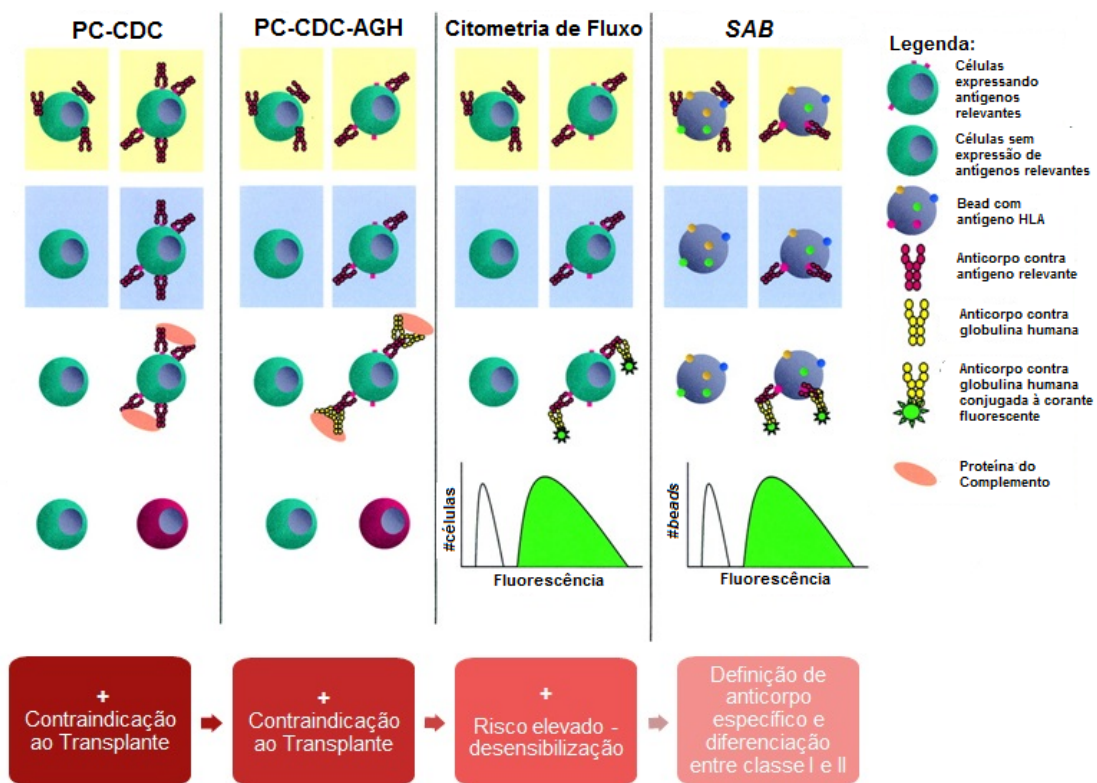 PC-CDC
PC-CDC-AGH
Citometria de Fluxo
SAB
Legenda:
Células
expressando
antígenos
relevantes
Células sem
expressão de
antígenos relevantes
Bead com
antígeno HLA
Anticorpo contra
antígeno relevante
Anticorpo contra
globulina humana
Anticorpo contra
globulina humana
conjugada à corante
fluorescente
Proteína do
Complemento
#células
Fluorescência
#beads
Fluorescência
+
Contraindicação
ao Transplante
+
Contraindicação
ao Transplante
+
Risco elevado -
desensibilização
Definição de
anticorpo
específico e
diferenciação
entre classe I e II